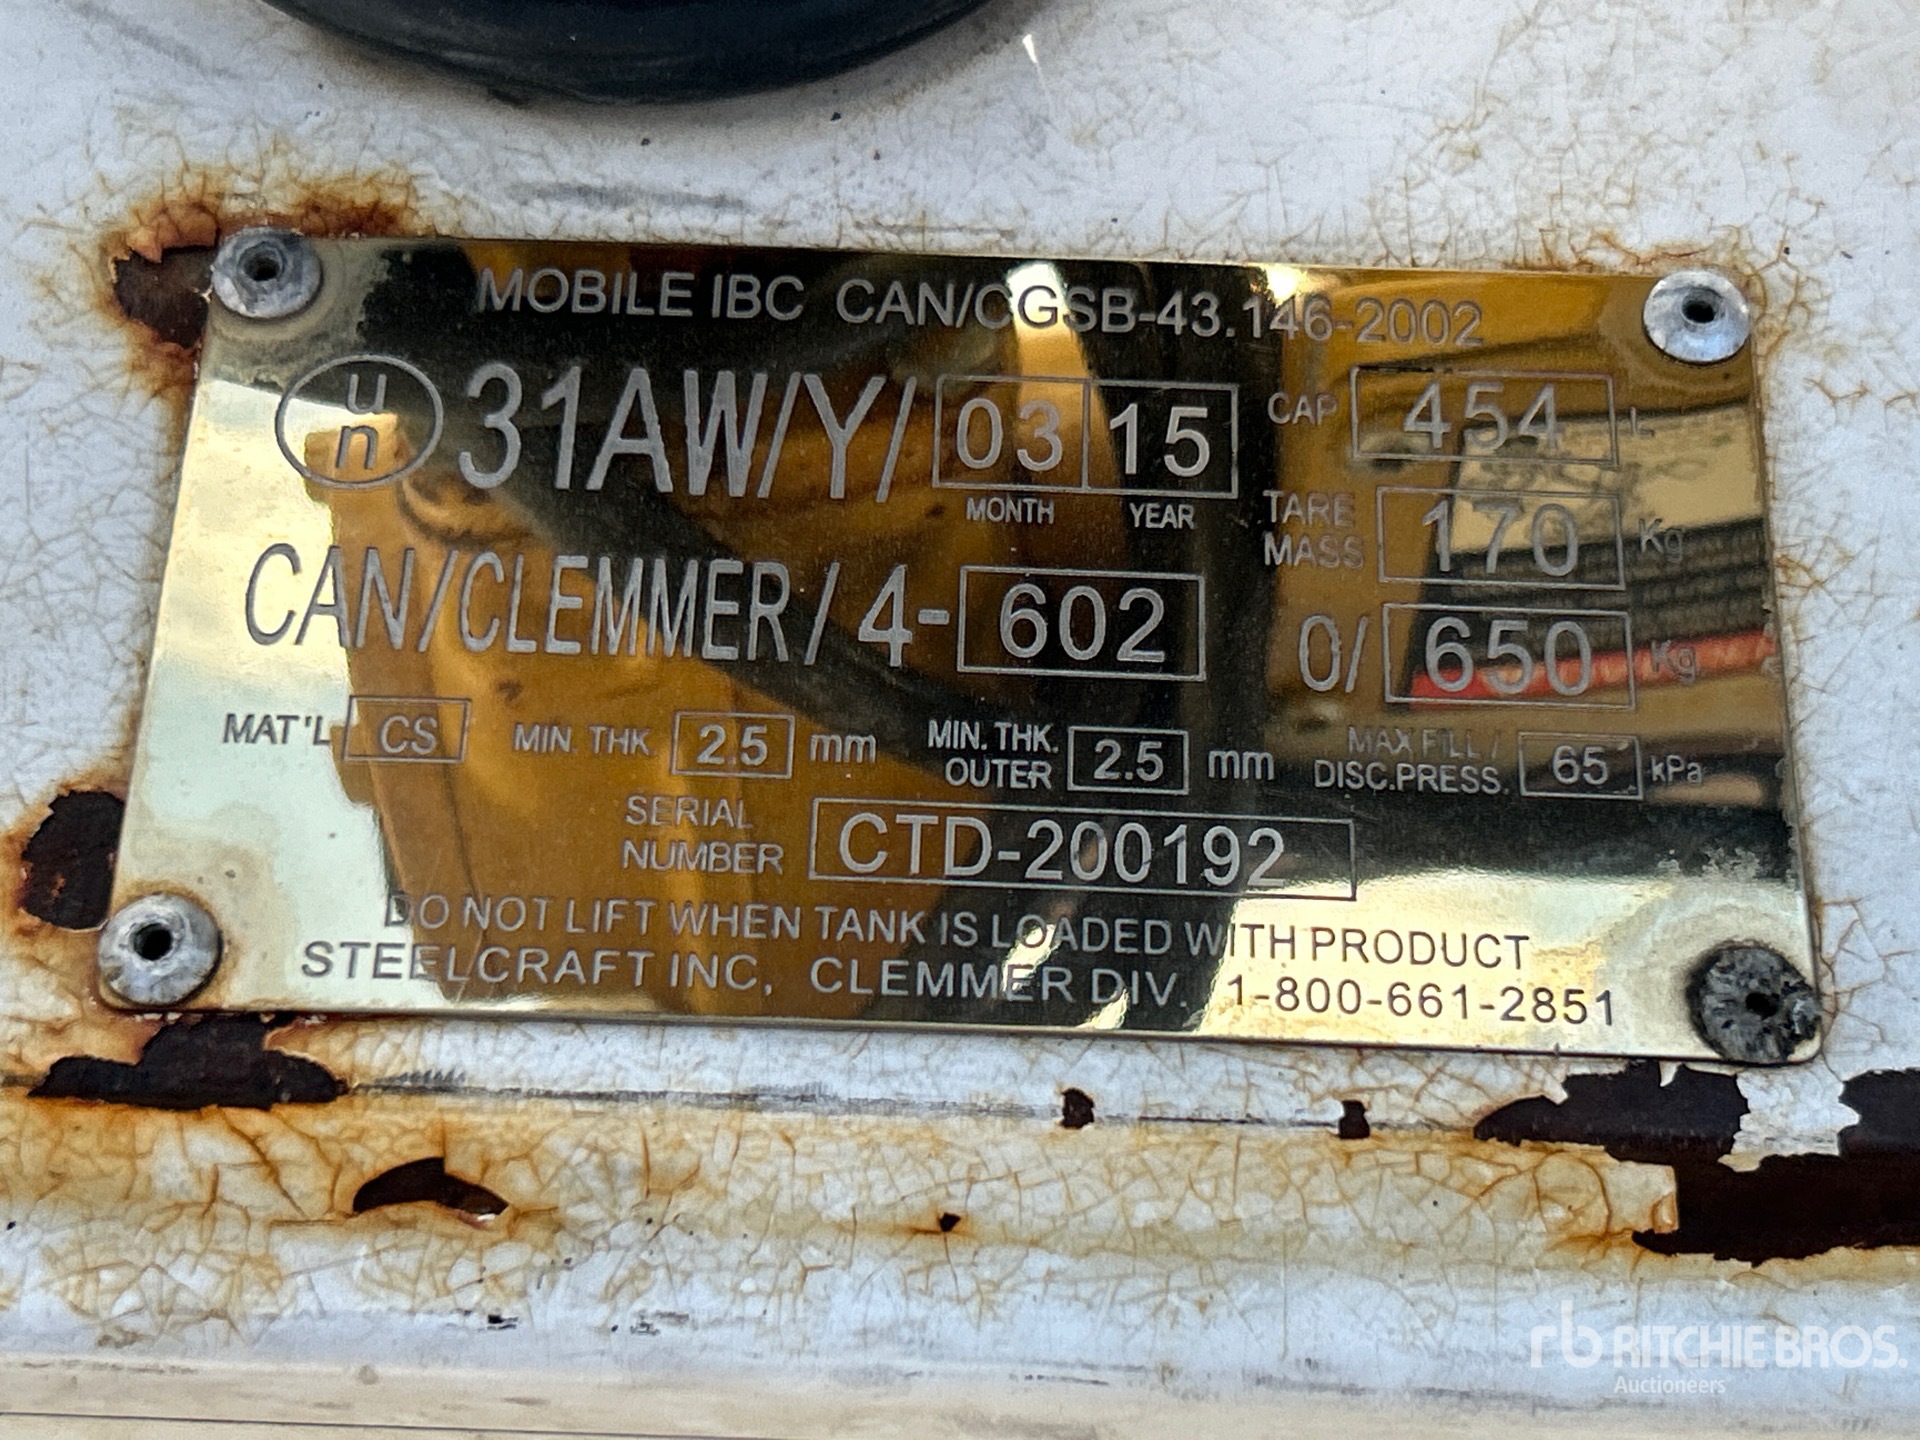 MOBILE IBC CAN/CGSB-43.146-2002
un 31AW/Y/ 03 15 CAP 454 L
MONTH YEAR
TARE MASS 170 Kg
CAN/CLEMMER/ 4- 602 0/ 650 Kg
MAT'L CS MIN. THK. 2.5 mm MIN. THK. OUTER 2.5 mm MAX FILL / DISC.PRESS. 65 kPa
SERIAL NUMBER CTD-200192
DO NOT LIFT WHEN TANK IS LOADED WITH PRODUCT
STEELCRAFT INC, CLEMMER DIV. 1-800-661-2851
rb RITCHIE BROS.
Auctioneers